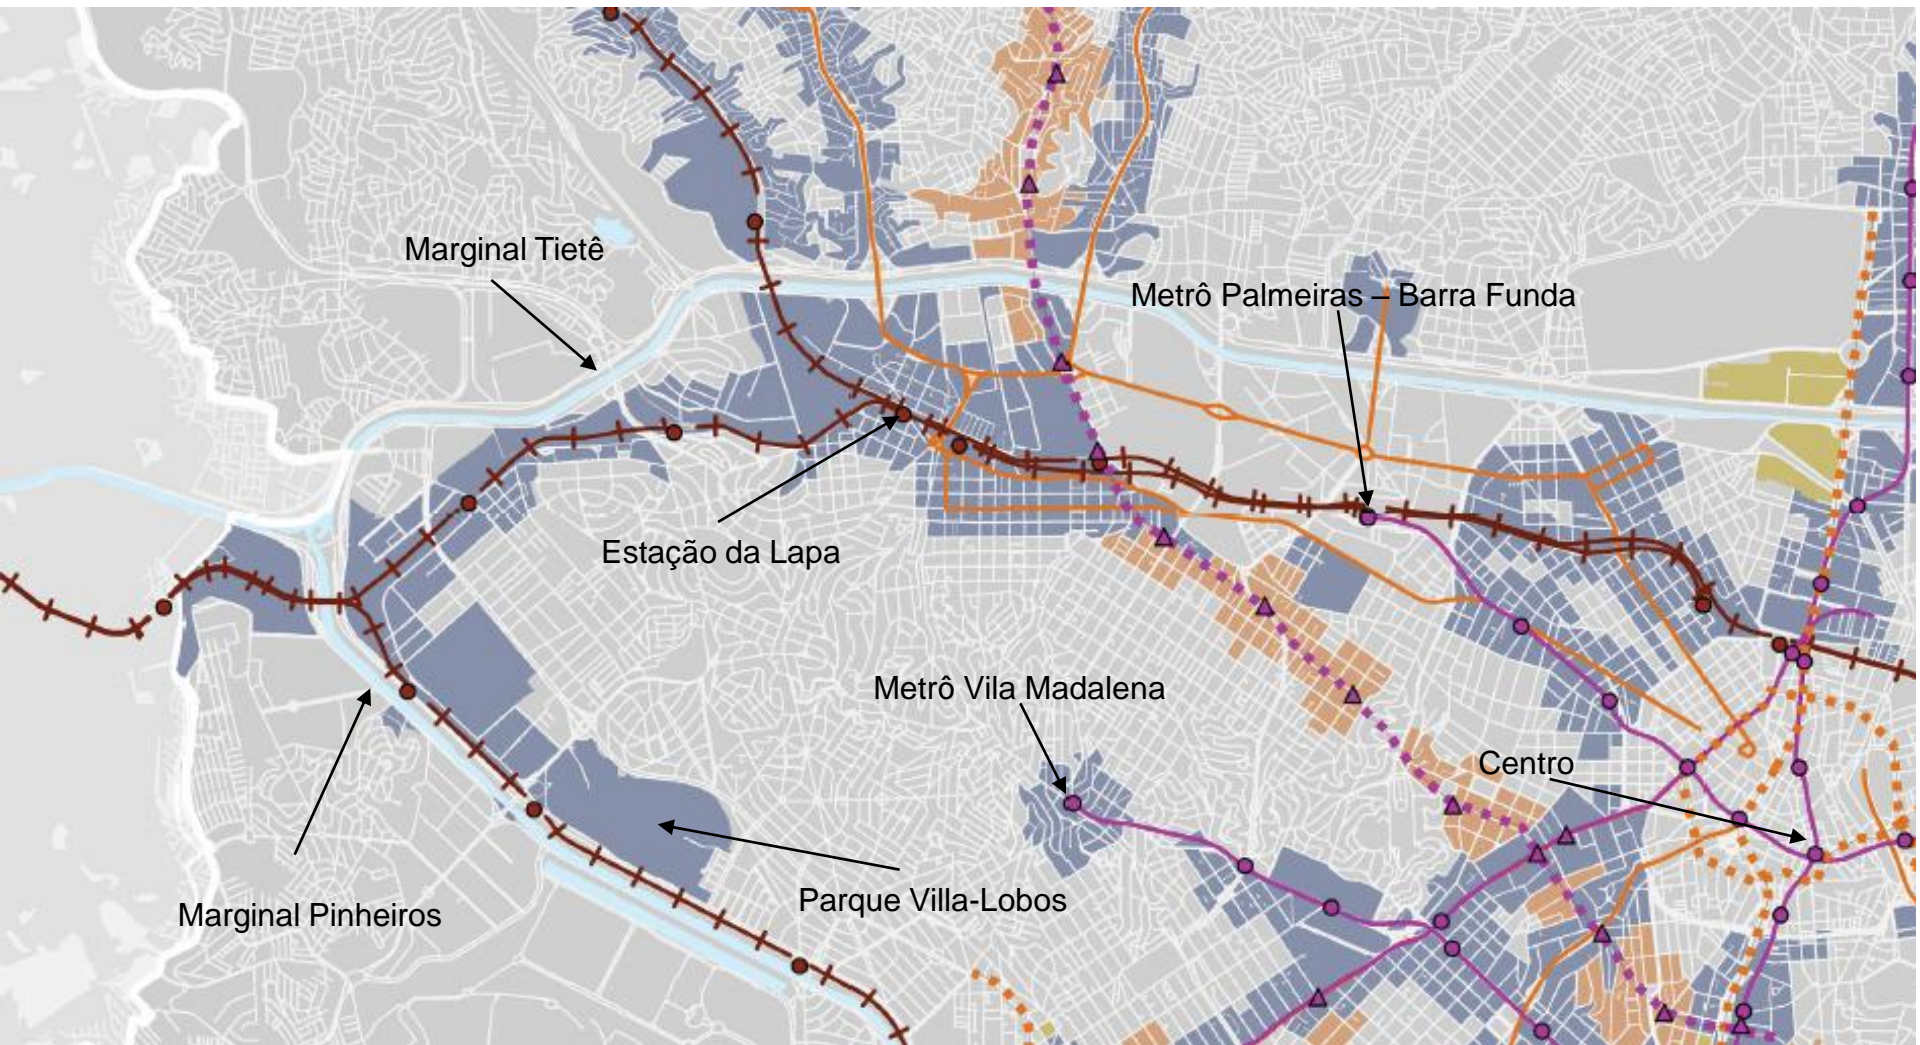 Marginal Tietê
Metrô Palmeiras – Barra Funda
Estação da Lapa
Metrô Vila Madalena
Centro
Parque Villa-Lobos
Marginal Pinheiros